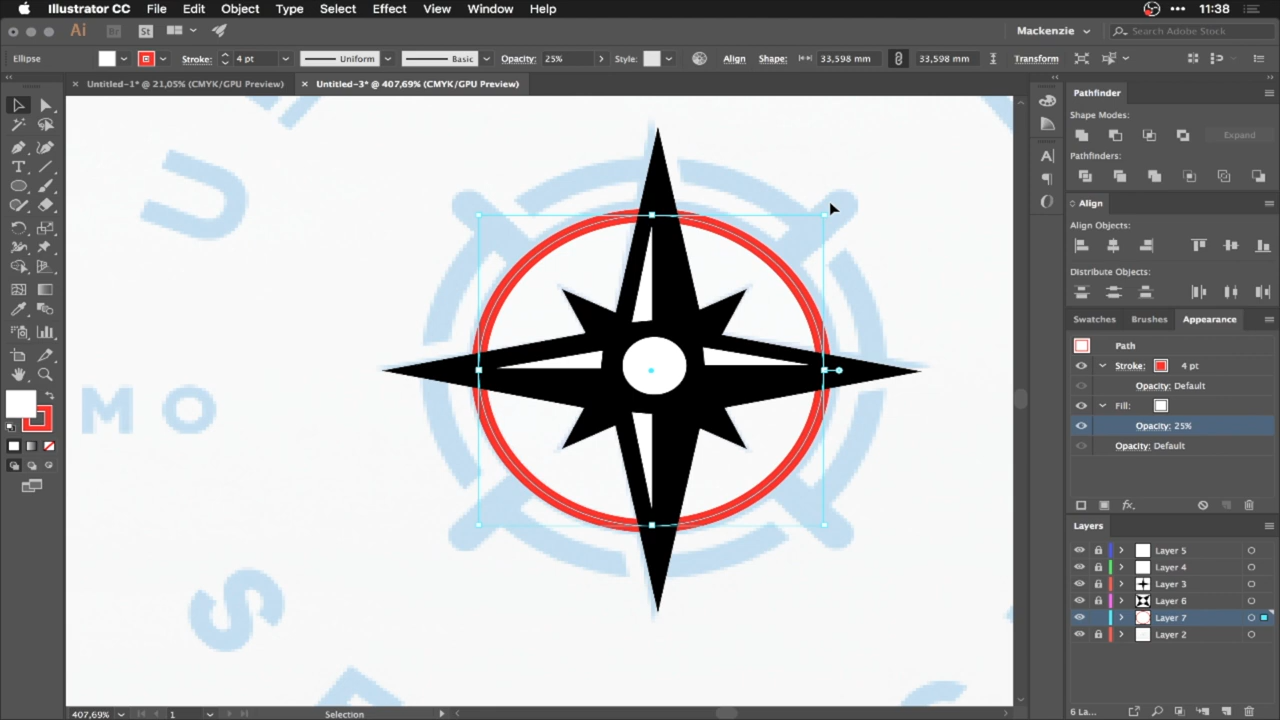 Illustrator CC File Edit Object Type Select Effect View Window Help 11:38
Ai Br St Mackenzie Search Adobe Stock
Ellipse Stroke: 4 pt Uniform Basic Opacity: 25% Style: Align Shape: 33,598 mm 33,598 mm Transform
Untitled-1* @ 21,05% (CMYK/GPU Preview) Untitled-3* @ 407,69% (CMYK/GPU Preview)
Pathfinder
Shape Modes:
Expand
Pathfinders:
Align
Align Objects:
Distribute Objects:
Swatches Brushes Appearance
Path
Stroke: 4 pt
Opacity: Default
Fill:
Opacity: 25%
Opacity: Default
fx
Layers
Layer 5
Layer 4
Layer 3
Layer 6
Layer 7
Layer 2
6 La...
U
M O
S
407,69% 1 Selection